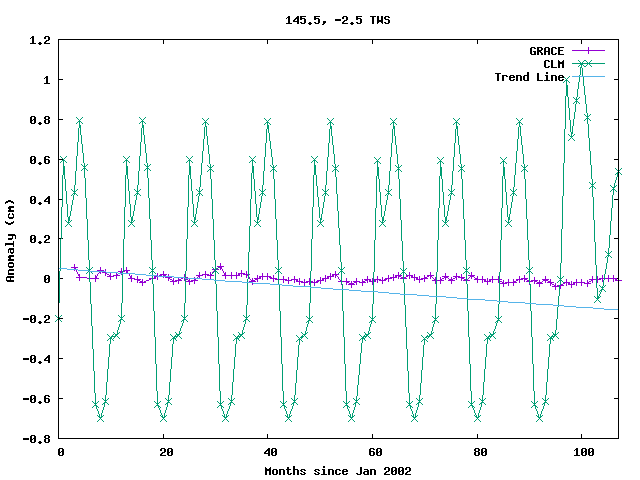 145.5, -2.5 TWS
GRACE
CLM
Trend Line
1.2
1
0.8
0.6
0.4
0.2
0
-0.2
-0.4
-0.6
-0.8
Anomaly (cm)
0 20 40 60 80 100
Months since Jan 2002